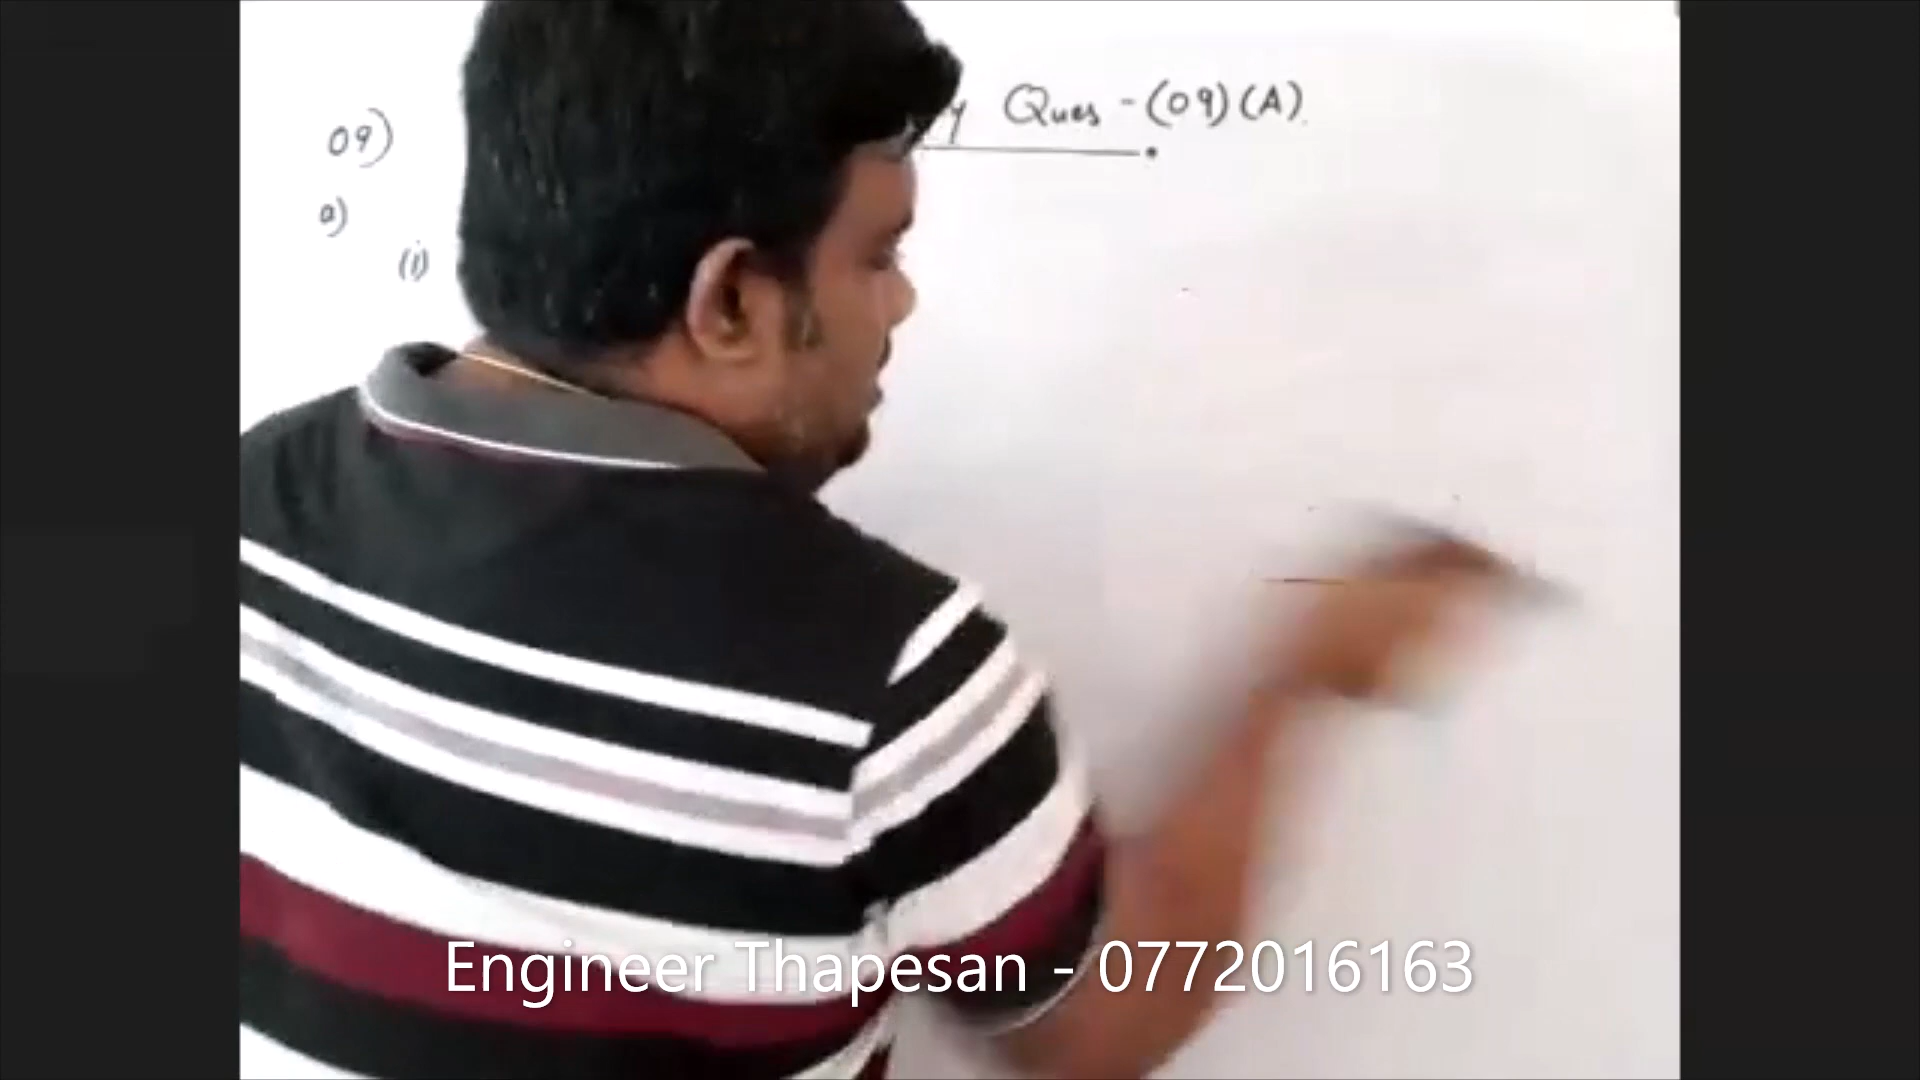 Ques - (09) (A)
09)
a)
(i)
Engineer Thapesan - 0772016163